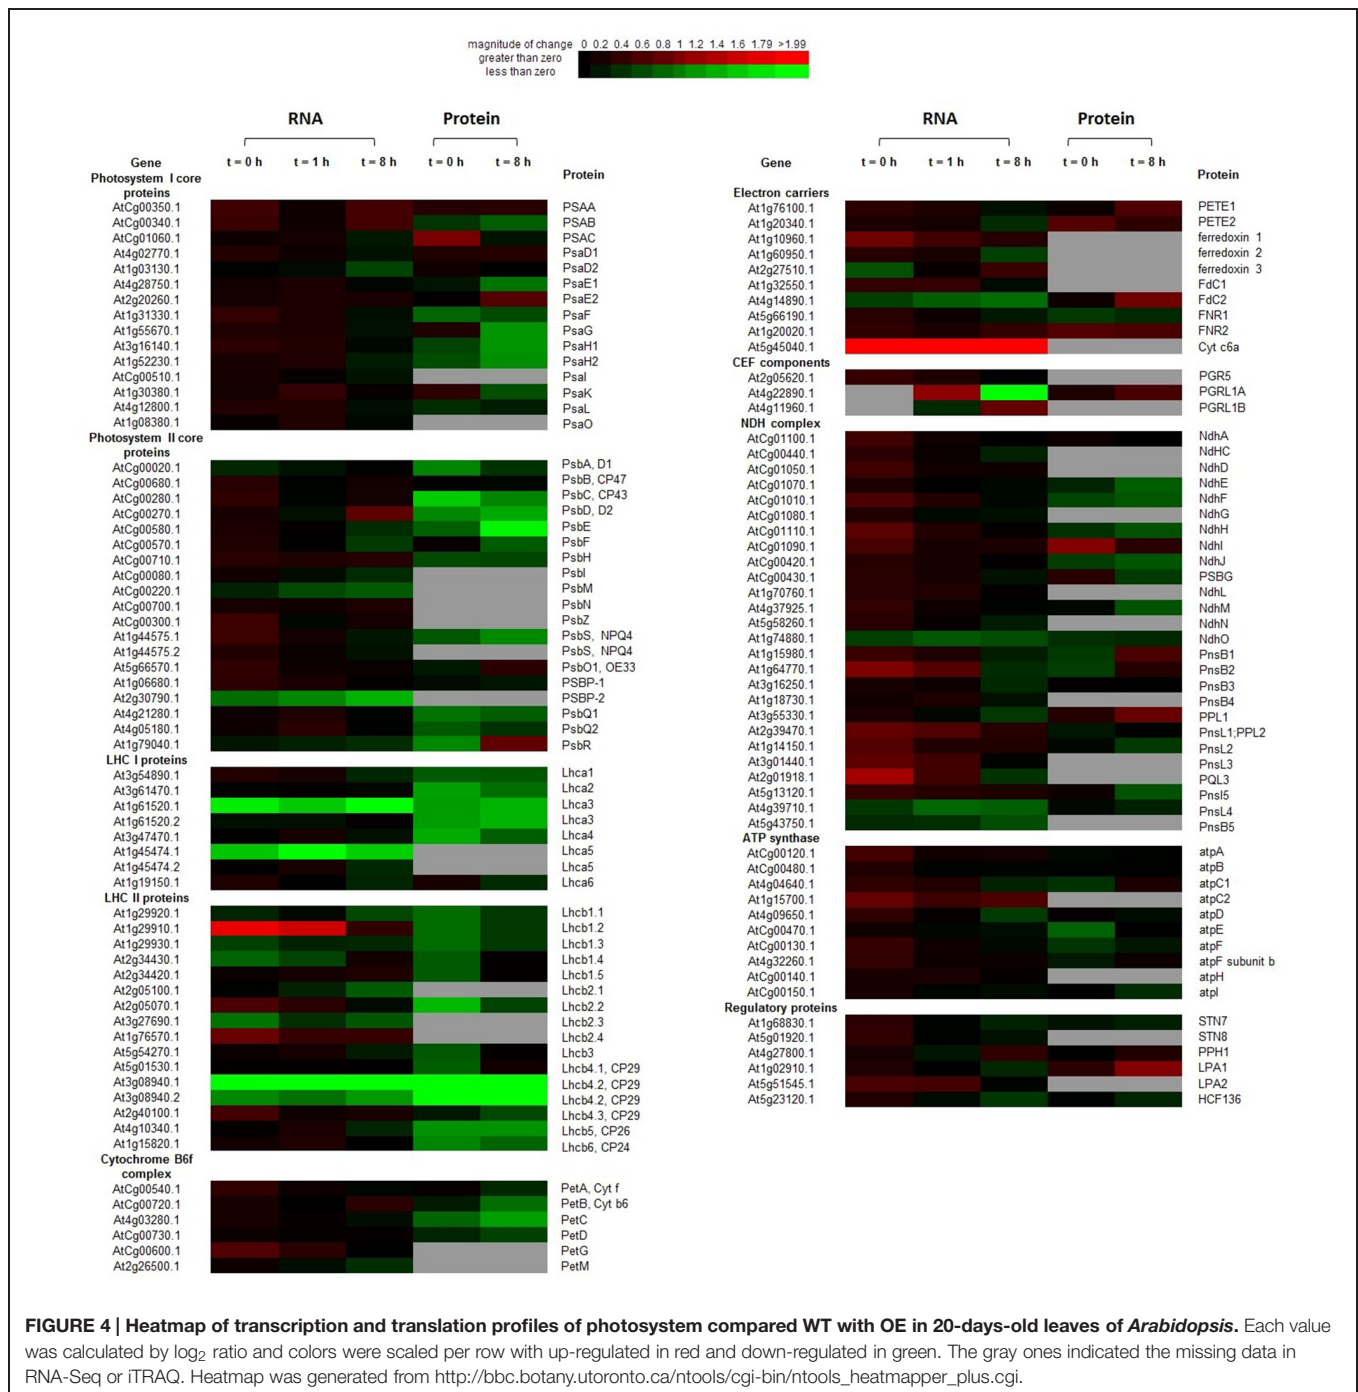 magnitude of change 0 0.2 0.4 0.6 0.8 1 1.2 1.4 1.6 1.79 >1.99
greater than zero
less than zero
RNA Protein
t = 0 h t = 1 h t = 8 h t = 0 h t = 8 h
Gene Protein
Photosystem I core
proteins
AtCg00350.1 PSAA
AtCg00340.1 PSAB
AtCg01060.1 PSAC
At4g02770.1 PsaD1
At1g03130.1 PsaD2
At4g28750.1 PsaE1
At2g20260.1 PsaE2
At1g31330.1 PsaF
At1g55670.1 PsaG
At3g16140.1 PsaH1
At1g52230.1 PsaH2
AtCg00510.1 PsaI
At1g30380.1 PsaK
At4g12800.1 PsaL
At1g08380.1 PsaO
Photosystem II core
proteins
AtCg00020.1 PsbA, D1
AtCg00680.1 PsbB, CP47
AtCg00280.1 PsbC, CP43
AtCg00270.1 PsbD, D2
AtCg00580.1 PsbE
AtCg00570.1 PsbF
AtCg00710.1 PsbH
AtCg00080.1 PsbI
AtCg00220.1 PsbM
AtCg00700.1 PsbN
AtCg00300.1 PsbZ
At1g44575.1 PsbS, NPQ4
At1g44575.2 PsbS, NPQ4
At5g66570.1 PsbO1, OE33
At1g06680.1 PSBP-1
At2g30790.1 PSBP-2
At4g21280.1 PsbQ1
At4g05180.1 PsbQ2
At1g79040.1 PsbR
LHC I proteins
At3g54890.1 Lhca1
At3g61470.1 Lhca2
At1g61520.1 Lhca3
At1g61520.2 Lhca3
At3g47470.1 Lhca4
At1g45474.1 Lhca5
At1g45474.2 Lhca5
At1g19150.1 Lhca6
LHC II proteins
At1g29920.1 Lhcb1.1
At1g29910.1 Lhcb1.2
At1g29930.1 Lhcb1.3
At2g34430.1 Lhcb1.4
At2g34420.1 Lhcb1.5
At2g05100.1 Lhcb2.1
At2g05070.1 Lhcb2.2
At3g27690.1 Lhcb2.3
At1g76570.1 Lhcb2.4
At5g54270.1 Lhcb3
At5g01530.1 Lhcb4.1, CP29
At3g08940.1 Lhcb4.2, CP29
At3g08940.2 Lhcb4.2, CP29
At2g40100.1 Lhcb4.3, CP29
At4g10340.1 Lhcb5, CP26
At1g15820.1 Lhcb6, CP24
Cytochrome B6f
complex
AtCg00540.1 PetA, Cyt f
AtCg00720.1 PetB, Cyt b6
At4g03280.1 PetC
AtCg00730.1 PetD
AtCg00600.1 PetG
At2g26500.1 PetM
RNA Protein
t = 0 h t = 1 h t = 8 h t = 0 h t = 8 h
Gene Protein
Electron carriers
At1g76100.1 PETE1
At1g20340.1 PETE2
At1g10960.1 ferredoxin 1
At1g60950.1 ferredoxin 2
At2g27510.1 ferredoxin 3
At1g32550.1 FdC1
At4g14890.1 FdC2
At5g66190.1 FNR1
At1g20020.1 FNR2
At5g45040.1 Cyt c6a
CEF components
At2g05620.1 PGR5
At4g22890.1 PGRL1A
At4g11960.1 PGRL1B
NDH complex
AtCg01100.1 NdhA
AtCg00440.1 NdHC
AtCg01050.1 NdhD
AtCg01070.1 NdhE
AtCg01010.1 NdhF
AtCg01080.1 NdhG
AtCg01110.1 NdhH
AtCg01090.1 NdhI
AtCg00420.1 NdhJ
AtCg00430.1 PSBG
At1g70760.1 NdhL
At4g37925.1 NdhM
At5g58260.1 NdhN
At1g74880.1 NdhO
At1g15980.1 PnsB1
At1g64770.1 PnsB2
At3g16250.1 PnsB3
At1g18730.1 PnsB4
At3g55330.1 PPL1
At2g39470.1 PnsL1;PPL2
At1g14150.1 PnsL2
At3g01440.1 PnsL3
At2g01918.1 PQL3
At5g13120.1 Pnsl5
At4g39710.1 PnsL4
At5g43750.1 PnsB5
ATP synthase
AtCg00120.1 atpA
AtCg00480.1 atpB
At4g04640.1 atpC1
At1g15700.1 atpC2
At4g09650.1 atpD
AtCg00470.1 atpE
AtCg00130.1 atpF
At4g32260.1 atpF subunit b
AtCg00140.1 atpH
AtCg00150.1 atpI
Regulatory proteins
At1g68830.1 STN7
At5g01920.1 STN8
At4g27800.1 PPH1
At1g02910.1 LPA1
At5g51545.1 LPA2
At5g23120.1 HCF136
FIGURE 4 | Heatmap of transcription and translation profiles of photosystem compared WT with OE in 20-days-old leaves of Arabidopsis. Each value
was calculated by log2 ratio and colors were scaled per row with up-regulated in red and down-regulated in green. The gray ones indicated the missing data in
RNA-Seq or iTRAQ. Heatmap was generated from http://bbc.botany.utoronto.ca/ntools/cgi-bin/ntools_heatmapper_plus.cgi.